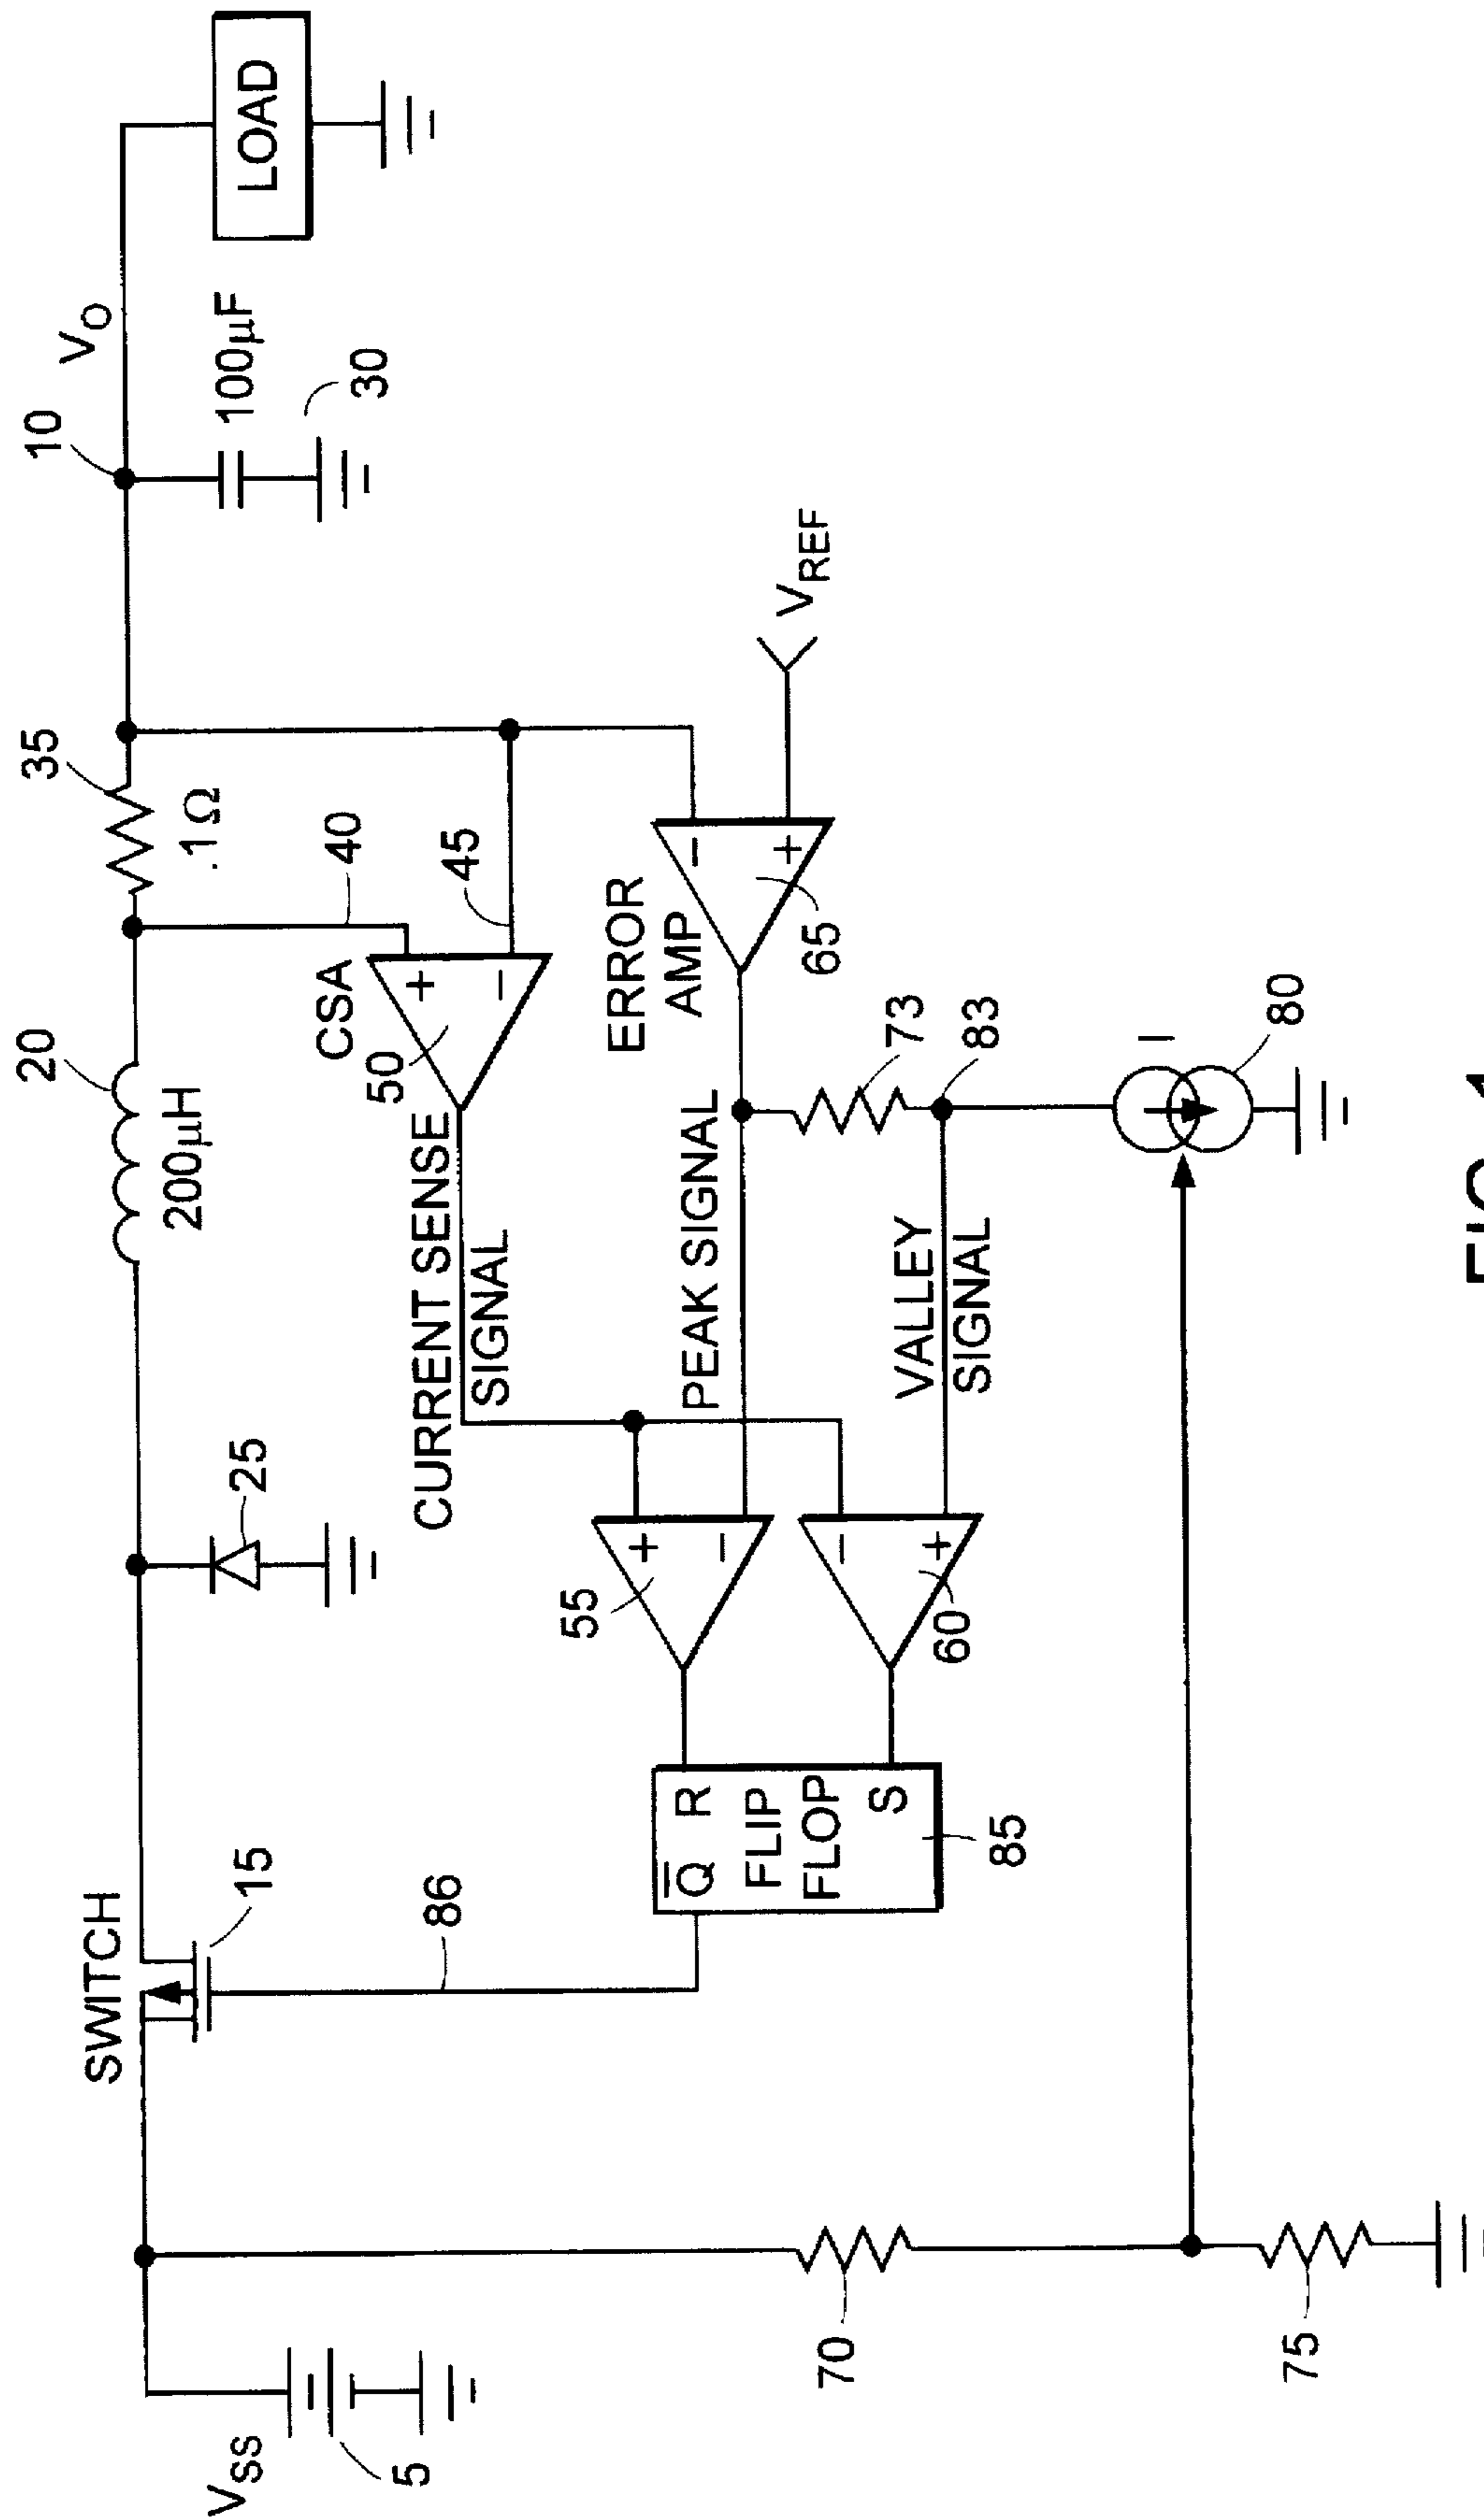 SWITCH
15
20
200µH
35
.1 Ω
10
VO
100µF
30
LOAD
VSS
5
25
CSA
50
40
45
86
CURRENT SENSE
SIGNAL
ERROR
AMP
65
VREF
55
+
−
+
−
−
+
PEAK SIGNAL
73
Q̅ R
FLIP
FLOP
S
85
60
−
+
VALLEY
SIGNAL
83
70
I
80
75